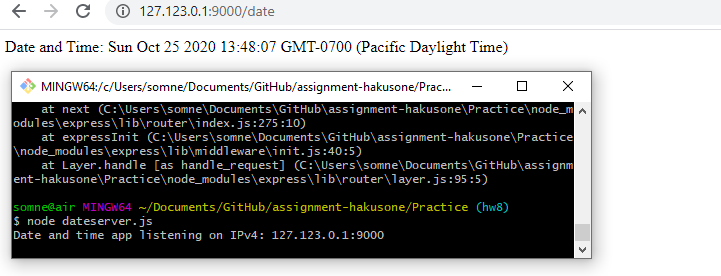 127.123.0.1:9000/date
Date and Time: Sun Oct 25 2020 13:48:07 GMT-0700 (Pacific Daylight Time)
MINGW64:/c/Users/somne/Documents/GitHub/assignment-hakusone/Prac...
    at next (C:\Users\somne\Documents\GitHub\assignment-hakusone\Practice\node_m
odules\express\lib\router\index.js:275:10)
    at expressInit (C:\Users\somne\Documents\GitHub\assignment-hakusone\Practice
\node_modules\express\lib\middleware\init.js:40:5)
    at Layer.handle [as handle_request] (C:\Users\somne\Documents\GitHub\assignm
ent-hakusone\Practice\node_modules\express\lib\router\layer.js:95:5)
somne@air MINGW64 ~/Documents/GitHub/assignment-hakusone/Practice (hw8)
$ node dateserver.js
Date and time app listening on IPv4: 127.123.0.1:9000